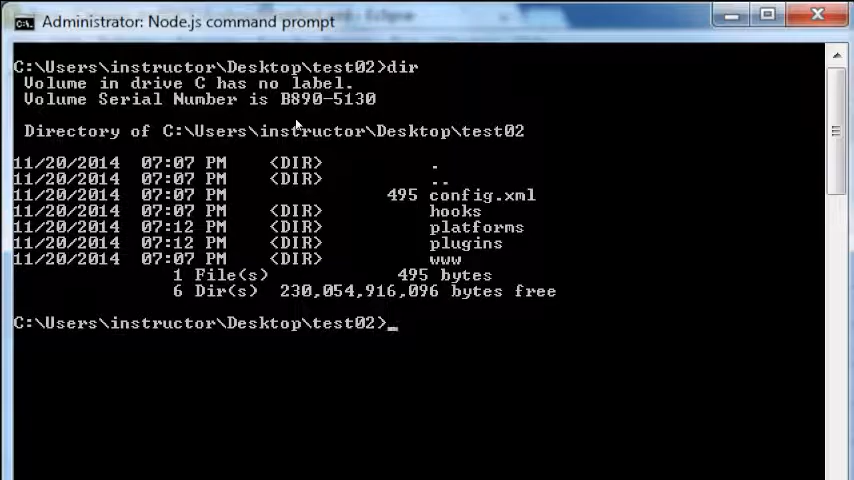 Administrator: Node.js command prompt
C:\Users\instructor\Desktop\test02>dir
Volume in drive C has no label.
Volume Serial Number is B890-5130
Directory of C:\Users\instructor\Desktop\test02
11/20/2014 07:07 PM <DIR> .
11/20/2014 07:07 PM <DIR> ..
11/20/2014 07:07 PM 495 config.xml
11/20/2014 07:07 PM <DIR> hooks
11/20/2014 07:12 PM <DIR> platforms
11/20/2014 07:12 PM <DIR> plugins
11/20/2014 07:07 PM <DIR> www
1 File(s) 495 bytes
6 Dir(s) 230,054,916,096 bytes free
C:\Users\instructor\Desktop\test02>_